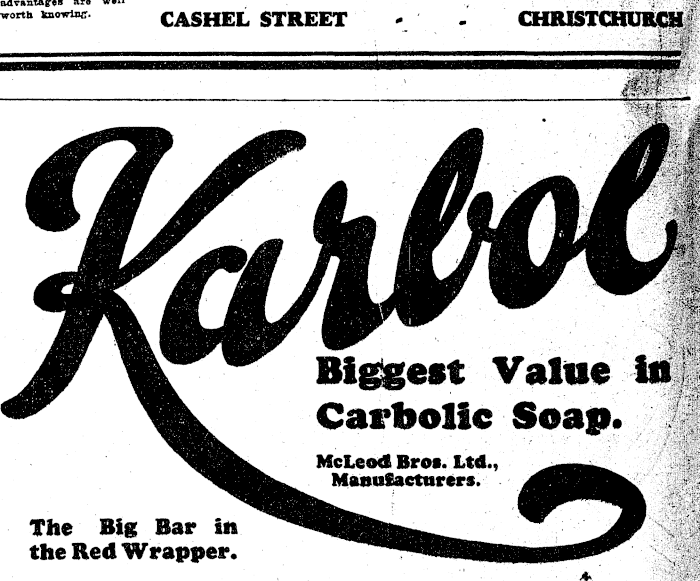 advantages are well
worth knowing.
CASHEL STREET - - CHRISTCHURCH
Karbol
Biggest Value in
Carbolic Soap.
McLeod Bros. Ltd.,
Manufacturers.
The Big Bar in
the Red Wrapper.